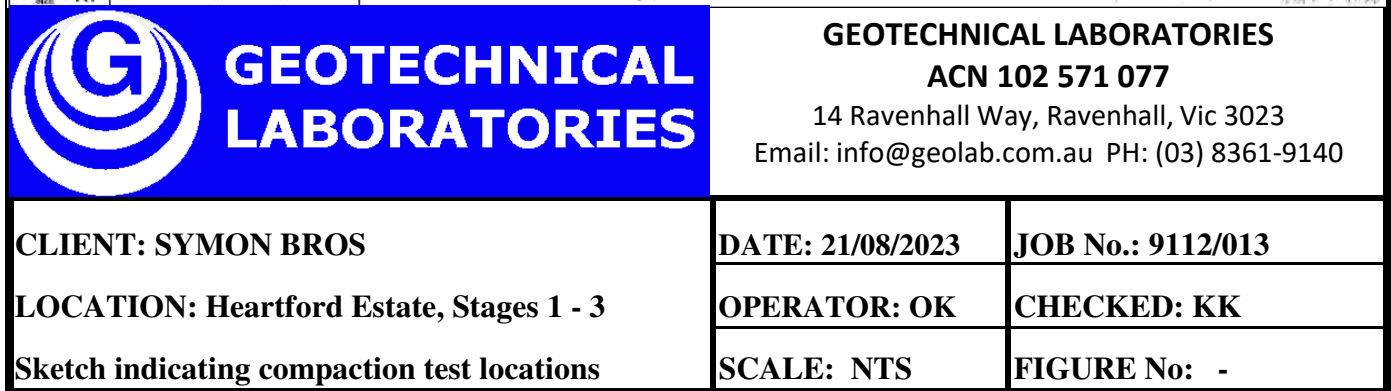 G
GEOTECHNICAL
LABORATORIES
GEOTECHNICAL LABORATORIES
ACN 102 571 077
14 Ravenhall Way, Ravenhall, Vic 3023
Email: info@geolab.com.au PH: (03) 8361-9140
CLIENT: SYMON BROS
DATE: 21/08/2023
JOB No.: 9112/013
LOCATION: Heartford Estate, Stages 1 - 3
OPERATOR: OK
CHECKED: KK
Sketch indicating compaction test locations
SCALE: NTS
FIGURE No: -